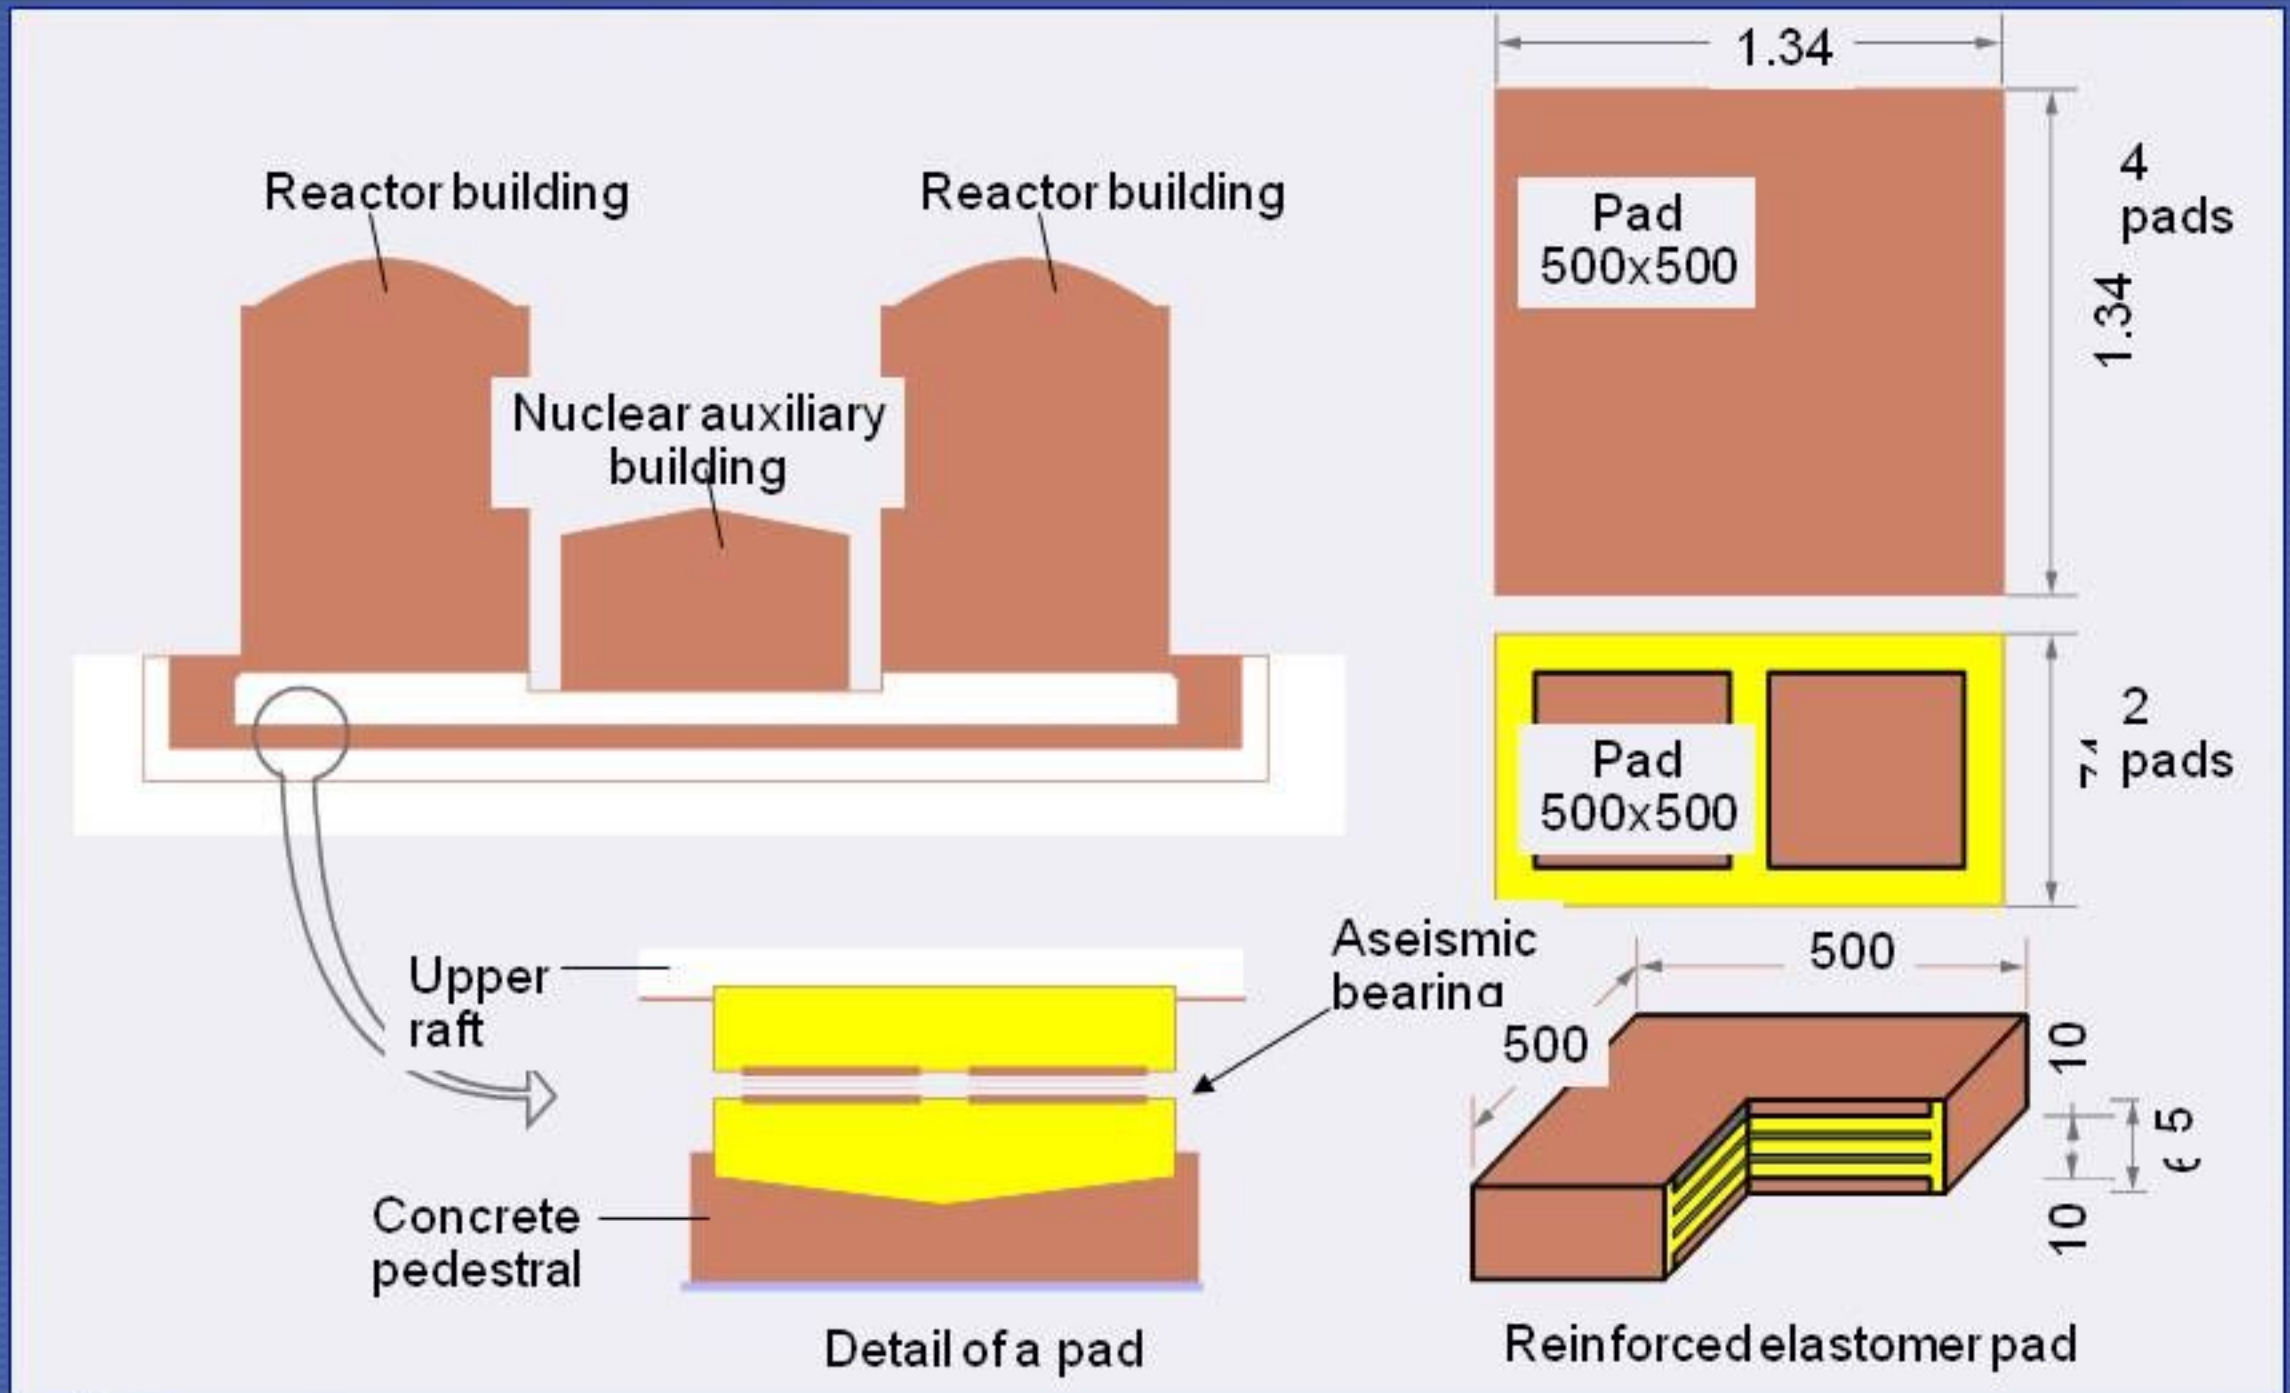 1.34
4
pads
1.34
Pad
500x500
Reactor building
Reactor building
Nuclear auxiliary
building
2
pads
Pad
500x500
Upper
raft
Aseismic
bearing
500
500
10
10
Concrete
pedestral
Detail of a pad
Reinforced elastomer pad